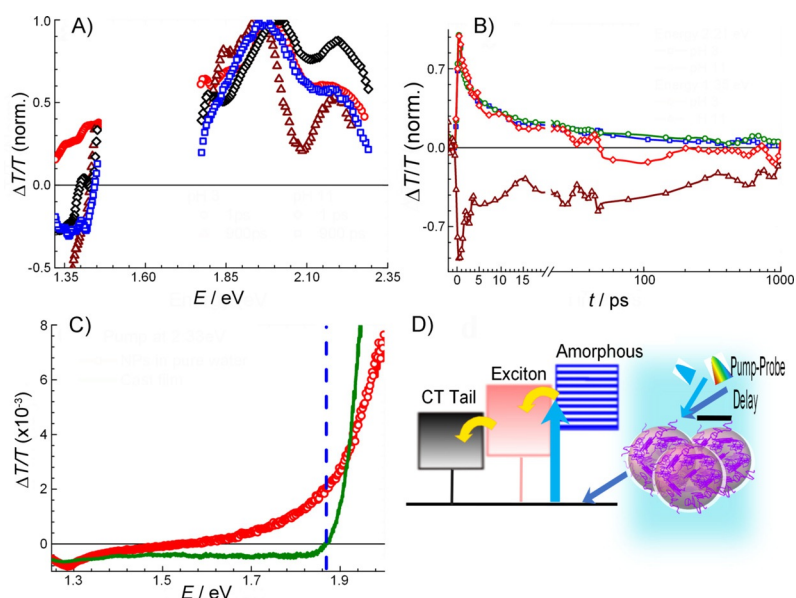 A)
ΔT/T (norm.)
1.0
0.5
0.0
-0.5
1.35
1.60
1.85
2.10
2.35
E / eV
B)
ΔT/T (norm.)
0.7
0.0
-0.7
0
5
10
15
100
1000
t / ps
C)
ΔT/T (x10-3)
8
6
4
2
0
1.3
1.5
1.7
1.9
E / eV
D)
Amorphous
Exciton
CT Tail
Pump-Probe
Delay